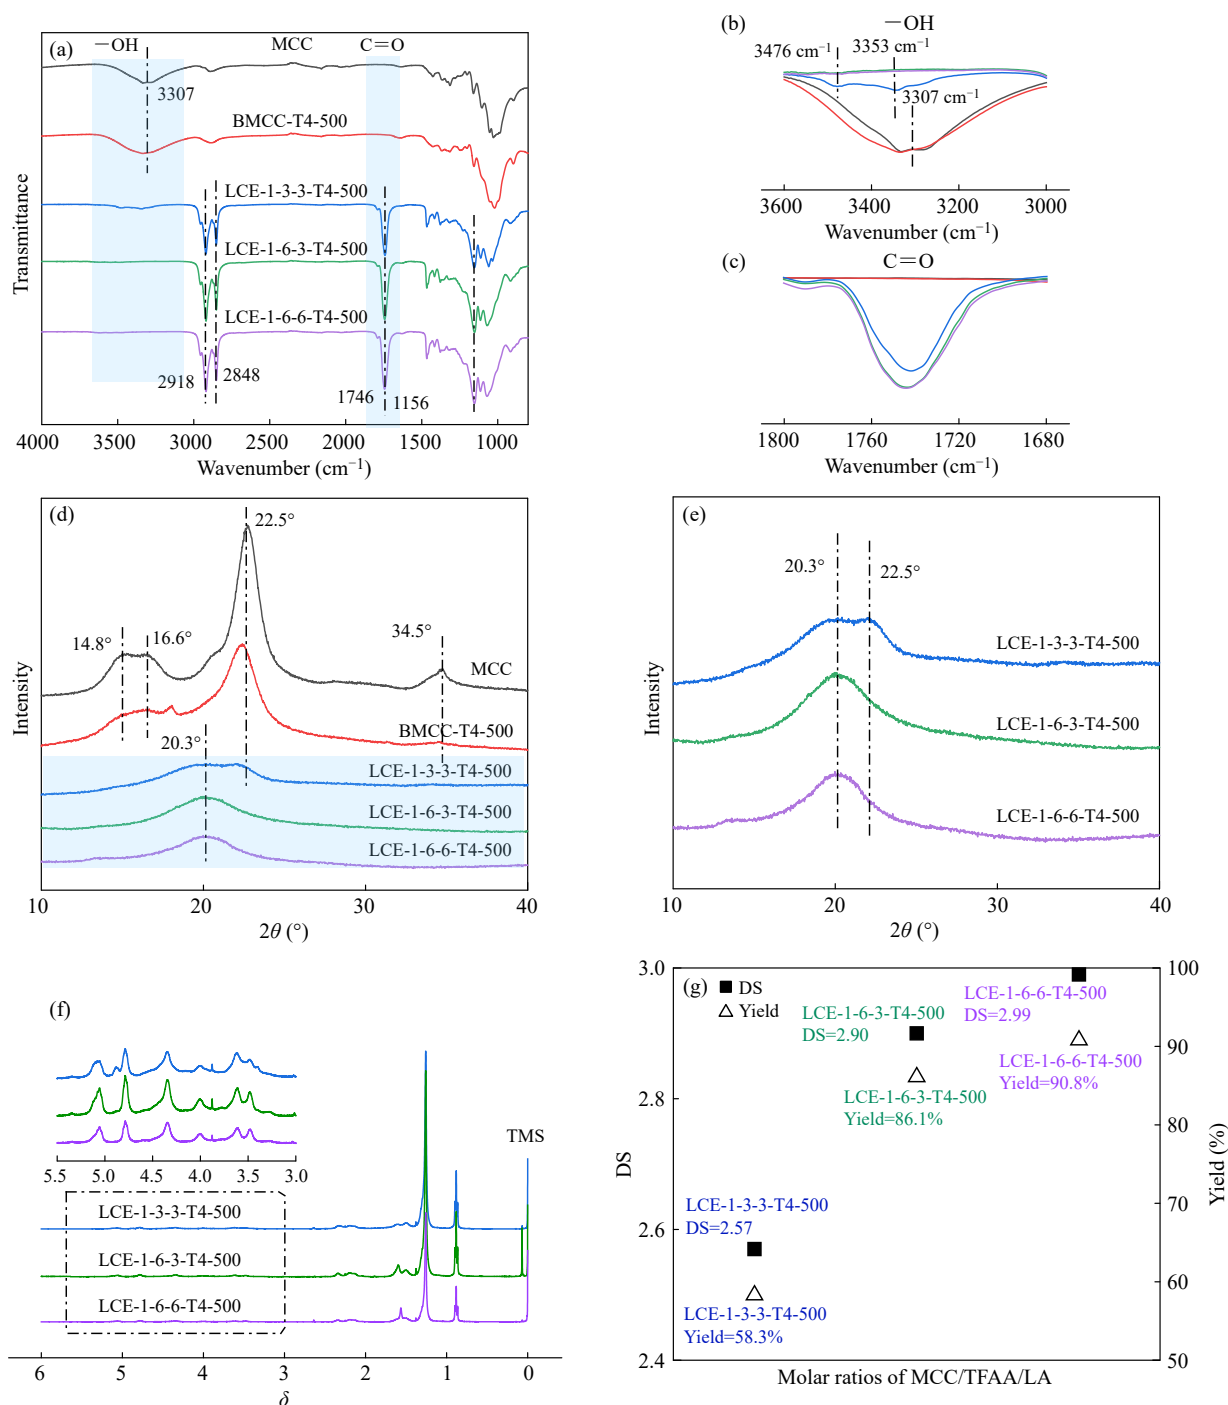 (a)
—OH
MCC
C=O
3307
BMCC-T4-500
LCE-1-3-3-T4-500
LCE-1-6-3-T4-500
LCE-1-6-6-T4-500
2918
2848
1746
1156
Transmittance
4000
3000
2000
1000
Wavenumber (cm⁻¹)
(b)
—OH
3476 cm⁻¹
3353 cm⁻¹
3307 cm⁻¹
3600
3400
3200
3000
Wavenumber (cm⁻¹)
(c)
C=O
1800
1760
1720
1680
Wavenumber (cm⁻¹)
(d)
22.5°
14.8°
16.6°
34.5°
MCC
BMCC-T4-500
20.3°
LCE-1-3-3-T4-500
LCE-1-6-3-T4-500
LCE-1-6-6-T4-500
Intensity
10
20
30
40
2θ (°)
(e)
20.3°
22.5°
LCE-1-3-3-T4-500
LCE-1-6-3-T4-500
LCE-1-6-6-T4-500
Intensity
10
20
30
40
2θ (°)
(f)
5.5
5.0
4.5
4.0
3.5
3.0
TMS
LCE-1-3-3-T4-500
LCE-1-6-3-T4-500
LCE-1-6-6-T4-500
6
5
4
3
2
1
0
δ
(g)
DS
Yield
LCE-1-6-6-T4-500
DS=2.99
LCE-1-6-3-T4-500
DS=2.90
LCE-1-6-6-T4-500
Yield=90.8%
LCE-1-6-3-T4-500
Yield=86.1%
LCE-1-3-3-T4-500
DS=2.57
LCE-1-3-3-T4-500
Yield=58.3%
3.0
2.8
2.6
2.4
DS
100
90
80
70
60
50
Yield (%)
Molar ratios of MCC/TFAA/LA